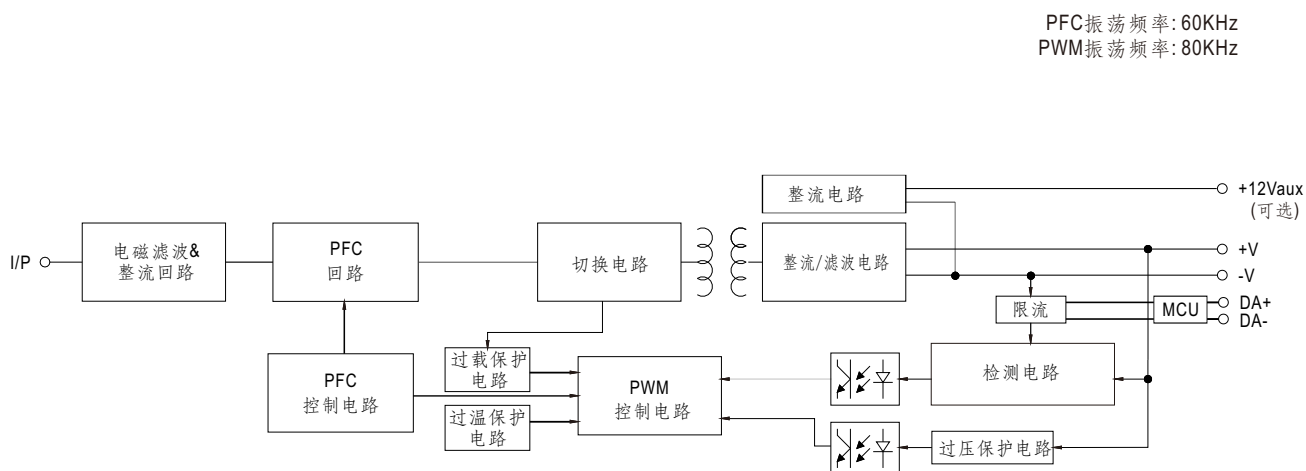 PFC振荡频率: 60KHz
PWM振荡频率: 80KHz
整流电路
+12Vaux
(可选)
I/P
电磁滤波&
整流回路
PFC
回路
切换电路
整流/滤波电路
+V
-V
限流
MCU
DA+
DA-
PFC
控制电路
过载保护
电路
过温保护
电路
PWM
控制电路
检测电路
过压保护电路